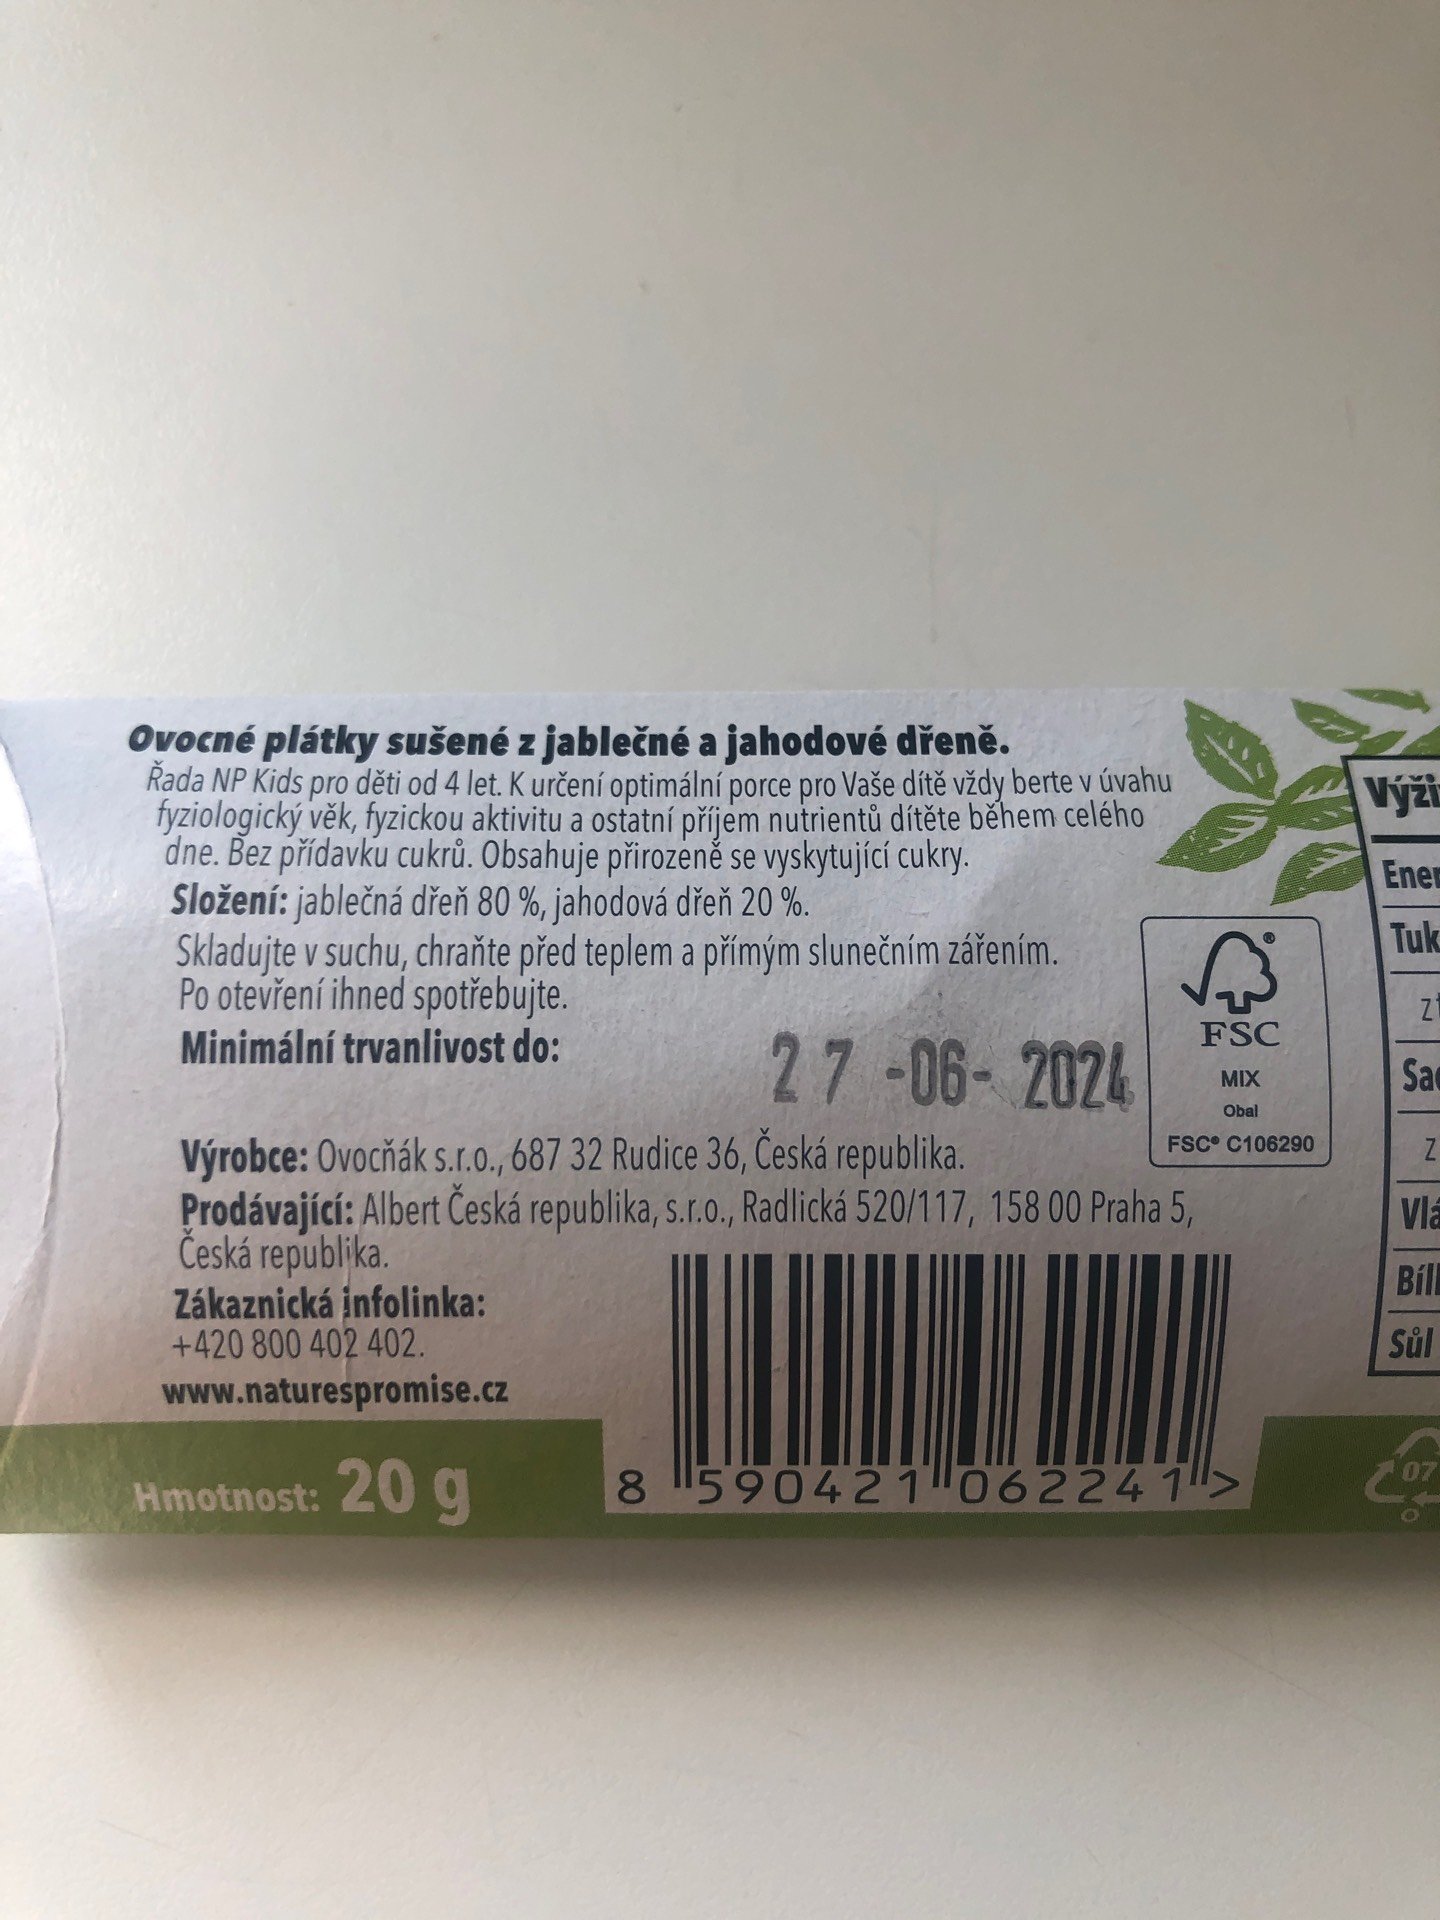 Ovocné plátky sušené z jablečné a jahodové dřeně.
Řada NP Kids pro děti od 4 let. K určení optimální porce pro Vaše dítě vždy berte v úvahu
fyziologický věk, fyzickou aktivitu a ostatní příjem nutrientů dítěte během celého
dne. Bez přídavku cukrů. Obsahuje přirozeně se vyskytující cukry.
Složení: jablečná dřeň 80 %, jahodová dřeň 20 %.
Skladujte v suchu, chraňte před teplem a přímým slunečním zářením.
Po otevření ihned spotřebujte.
Minimální trvanlivost do: 27 -06- 2024
Výrobce: Ovocňák s.r.o., 687 32 Rudice 36, Česká republika.
Prodávající: Albert Česká republika, s.r.o., Radlická 520/117, 158 00 Praha 5,
Česká republika.
Zákaznická infolinka:
+420 800 402 402.
www.naturespromise.cz
Hmotnost: 20 g
8 590421 062241 >
FSC
MIX
Obal
FSC® C106290
Sůl
07